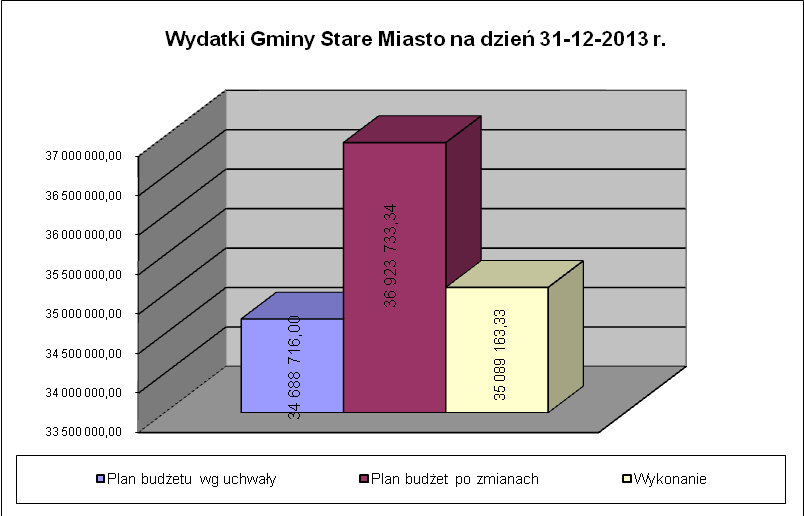 Wydatki Gminy Stare Miasto na dzień 31-12-2013 r.
37 000 000,00
36 500 000,00
36 000 000,00
35 500 000,00
35 000 000,00
34 500 000,00
34 000 000,00
33 500 000,00
34 688 716,00
36 923 733,34
35 089 163,33
Plan budżetu wg uchwały
Plan budżet po zmianach
Wykonanie